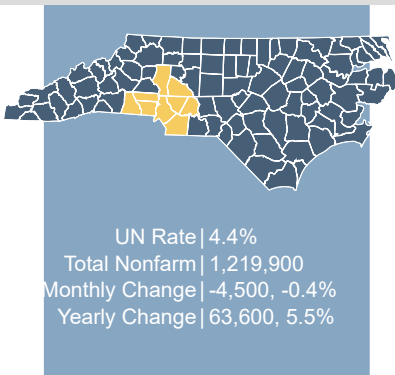 UN Rate| 4.4%
Total Nonfarm| 1,219,900
Monthly Change| -4,500, -0.4%
Yearly Change| 63,600, 5.5%